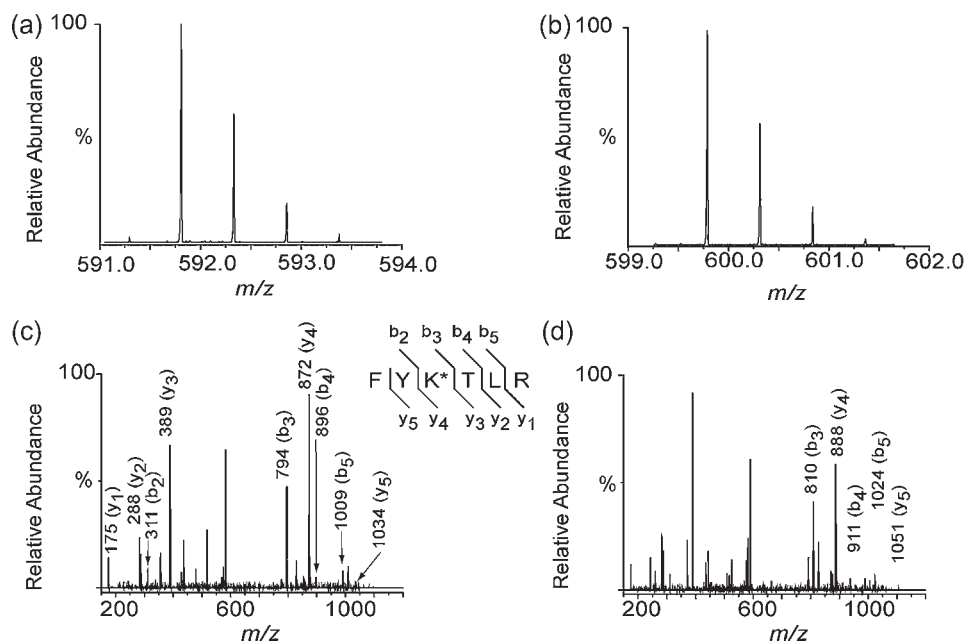 (a)
100
Relative Abundance
%
591.0 592.0 593.0 594.0
m/z
(b)
100
Relative Abundance
%
599.0 600.0 601.0 602.0
m/z
(c)
100
Relative Abundance
%
175 (y1)
288 (y2)
311 (b2)
389 (y3)
794 (b3)
872 (y4)
896 (b4)
1009 (b5)
1034 (y5)
200 600 1000
m/z
b2 b3 b4 b5
F Y K* T L R
y5 y4 y3 y2 y1
(d)
100
Relative Abundance
%
810 (b3)
888 (y4)
911 (b4)
1024 (b5)
1051 (y5)
200 600 1000
m/z